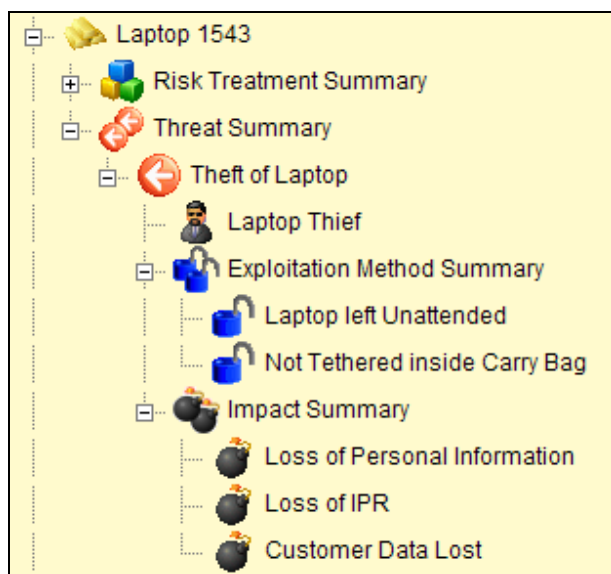 Laptop 1543
Risk Treatment Summary
Threat Summary
Theft of Laptop
Laptop Thief
Exploitation Method Summary
Laptop left Unattended
Not Tethered inside Carry Bag
Impact Summary
Loss of Personal Information
Loss of IPR
Customer Data Lost